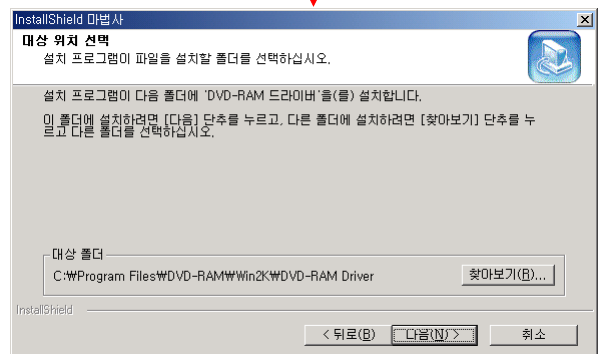 InstallShield 마법사
대상 위치 선택
설치 프로그램이 파일을 설치할 폴더를 선택하십시오.
설치 프로그램이 다음 폴더에 'DVD-RAM 드라이버'을(를) 설치합니다.
이 폴더에 설치하려면 [다음] 단추를 누르고, 다른 폴더에 설치하려면 [찾아보기] 단추를 누
르고 다른 폴더를 선택하십시오.
대상 폴더
C:₩Program Files₩DVD-RAM₩Win2K₩DVD-RAM Driver
찾아보기(R)...
InstallShield
< 뒤로(B)
다음(N) >
취소